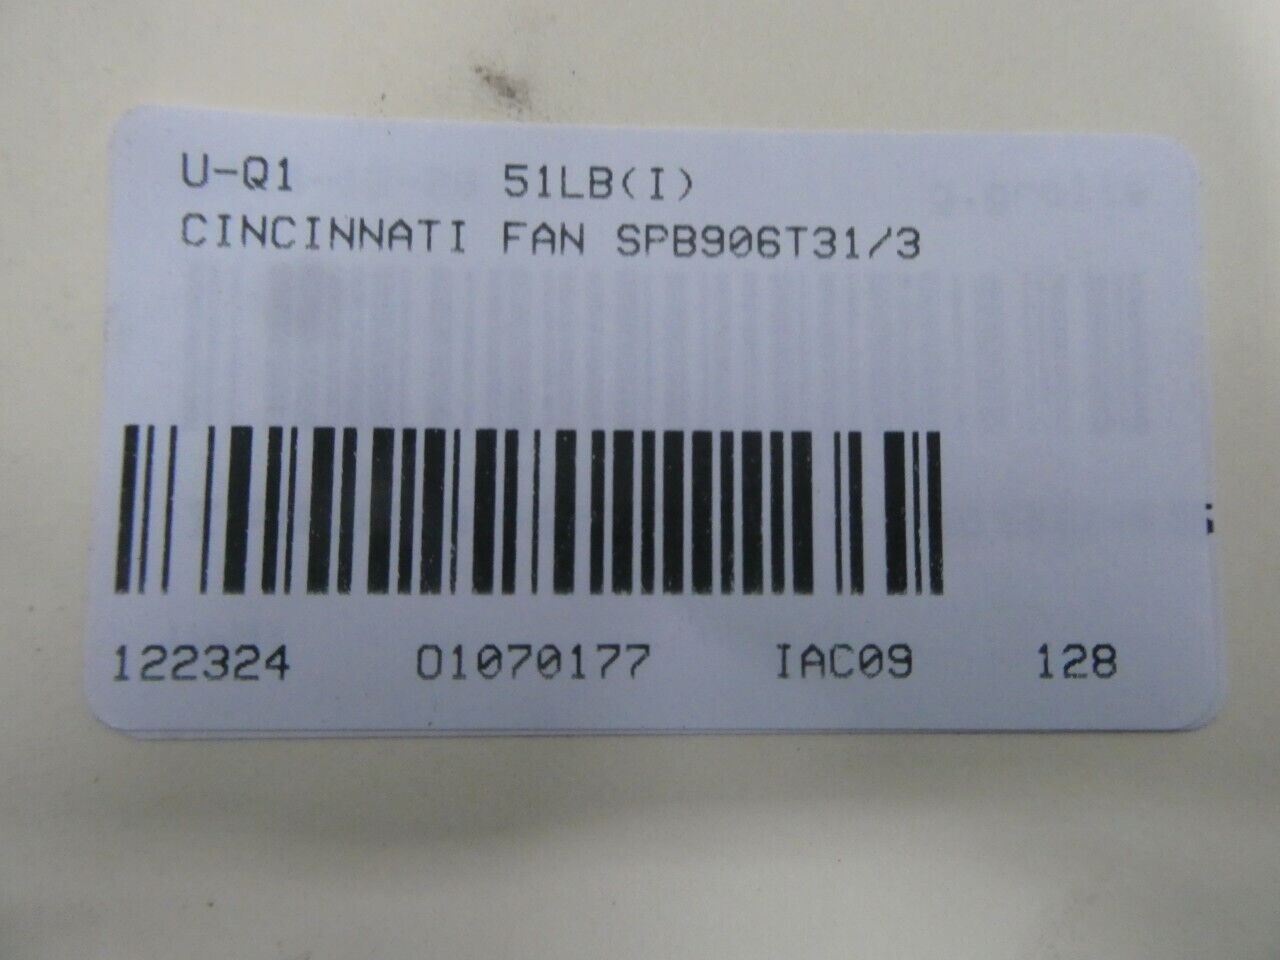 U-Q1 51LB(I)
CINCINNATI FAN SPB906T31/3
122324 01070177 IAC09 128